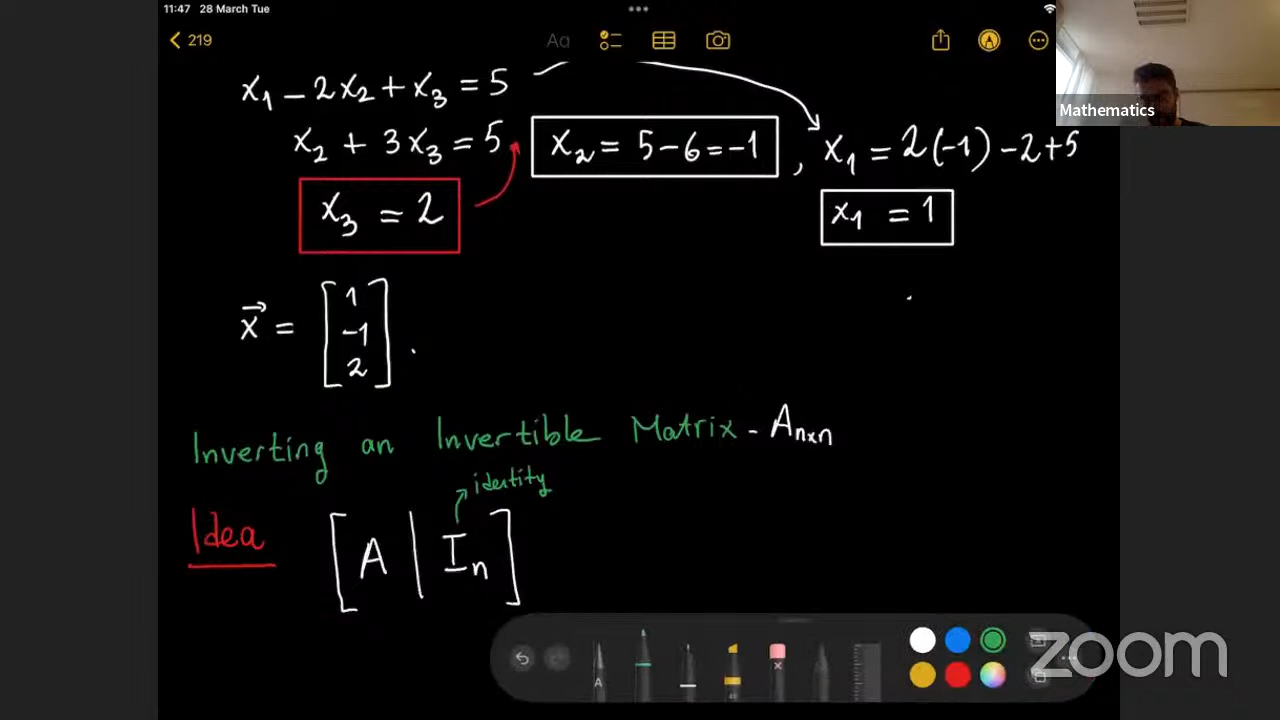 11:47 28 March Tue
219
Aa
Mathematics
x₁ − 2x₂ + x₃ = 5
x₂ + 3x₃ = 5
x₂ = 5 − 6 = −1 , x₁ = 2(−1) − 2 + 5
x₃ = 2
x₁ = 1
x⃗ = [1
−1
2] .
Inverting an Invertible Matrix - Aₙₓₙ
identity
Idea [ A | Iₙ ]
zoom